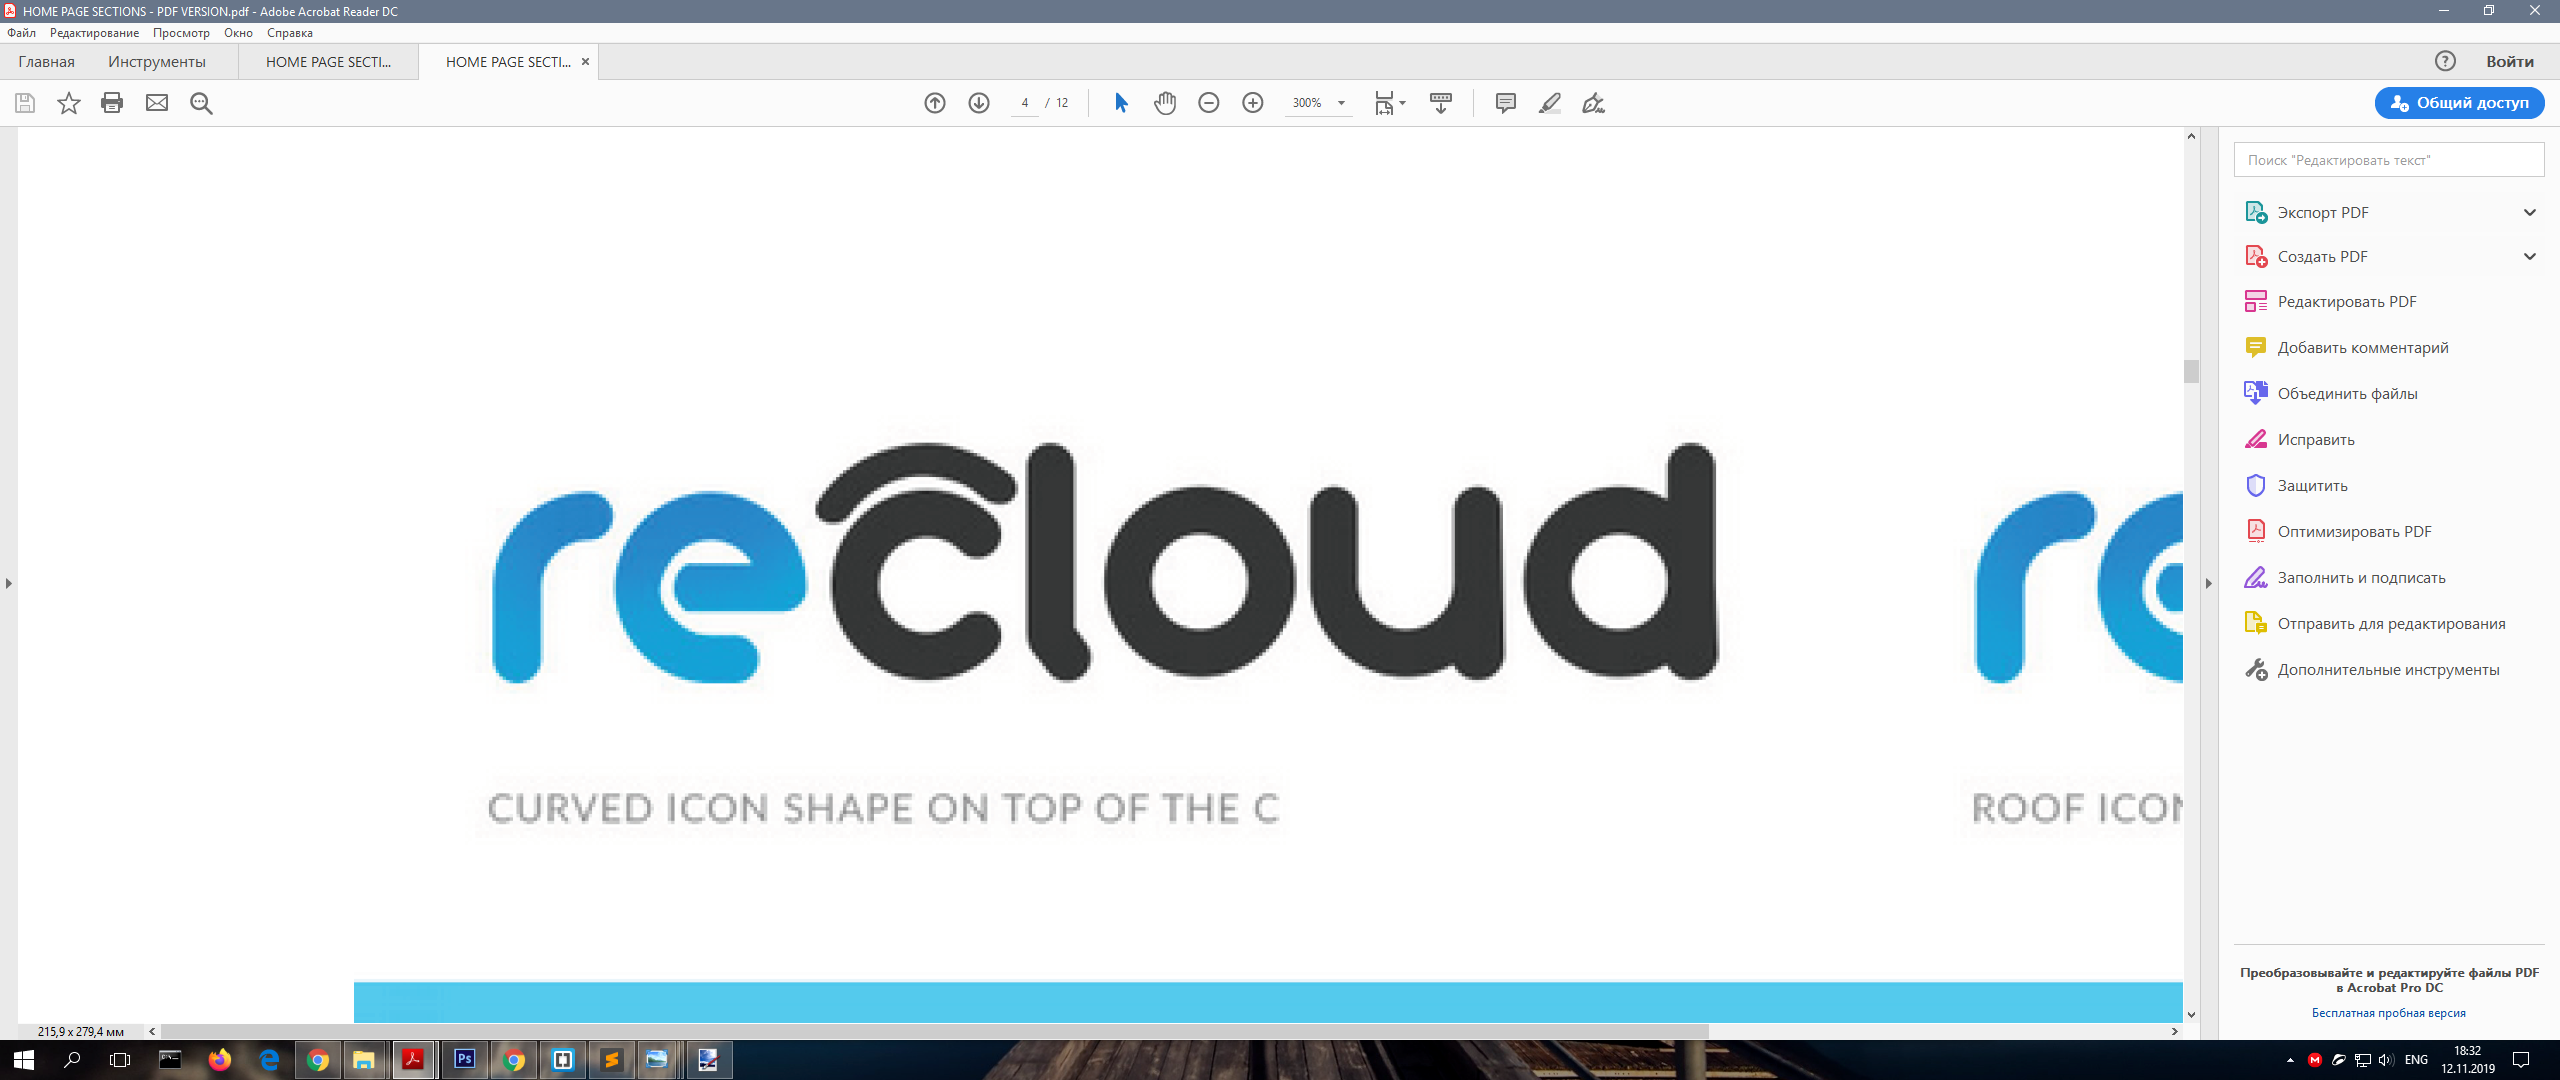 HOME PAGE SECTIONS - PDF VERSION.pdf - Adobe Acrobat Reader DC
Файл Редактирование Просмотр Окно Справка
Главная Инструменты HOME PAGE SECTI... HOME PAGE SECTI... Войти
4 / 12 300% Общий доступ
Поиск "Редактировать текст"
Экспорт PDF
Создать PDF
Редактировать PDF
Добавить комментарий
Объединить файлы
Исправить
Защитить
Оптимизировать PDF
Заполнить и подписать
Отправить для редактирования
Дополнительные инструменты
recloud re
CURVED ICON SHAPE ON TOP OF THE C
ROOF ICON
Преобразовывайте и редактируйте файлы PDF
в Acrobat Pro DC
Бесплатная пробная версия
215,9 x 279,4 мм
Ps
ENG
18:32
12.11.2019